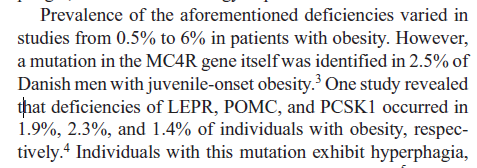 Prevalence of the aforementioned deficiencies varied in
studies from 0.5% to 6% in patients with obesity. However,
a mutation in the MC4R gene itself was identified in 2.5% of
Danish men with juvenile-onset obesity.3 One study revealed
that deficiencies of LEPR, POMC, and PCSK1 occurred in
1.9%, 2.3%, and 1.4% of individuals with obesity, respec-
tively.4 Individuals with this mutation exhibit hyperphagia,